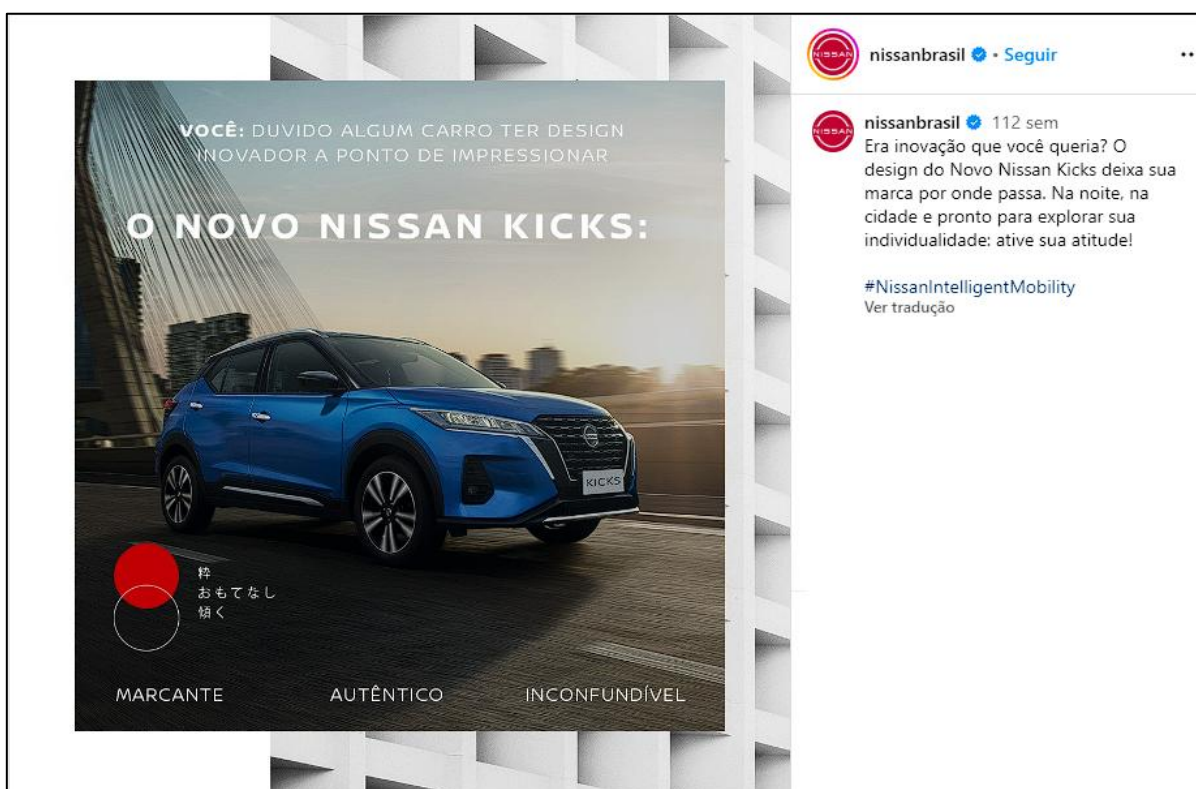 VOCÊ: DUVIDO ALGUM CARRO TER DESIGN
INOVADOR A PONTO DE IMPRESSIONAR
O NOVO NISSAN KICKS:
KICKS
粋
おもてなし
傾く
MARCANTE AUTÊNTICO INCONFUNDÍVEL
NISSAN
nissanbrasil • Seguir
NISSAN
nissanbrasil 112 sem
Era inovação que você queria? O
design do Novo Nissan Kicks deixa sua
marca por onde passa. Na noite, na
cidade e pronto para explorar sua
individualidade: ative sua atitude!
#NissanIntelligentMobility
Ver tradução